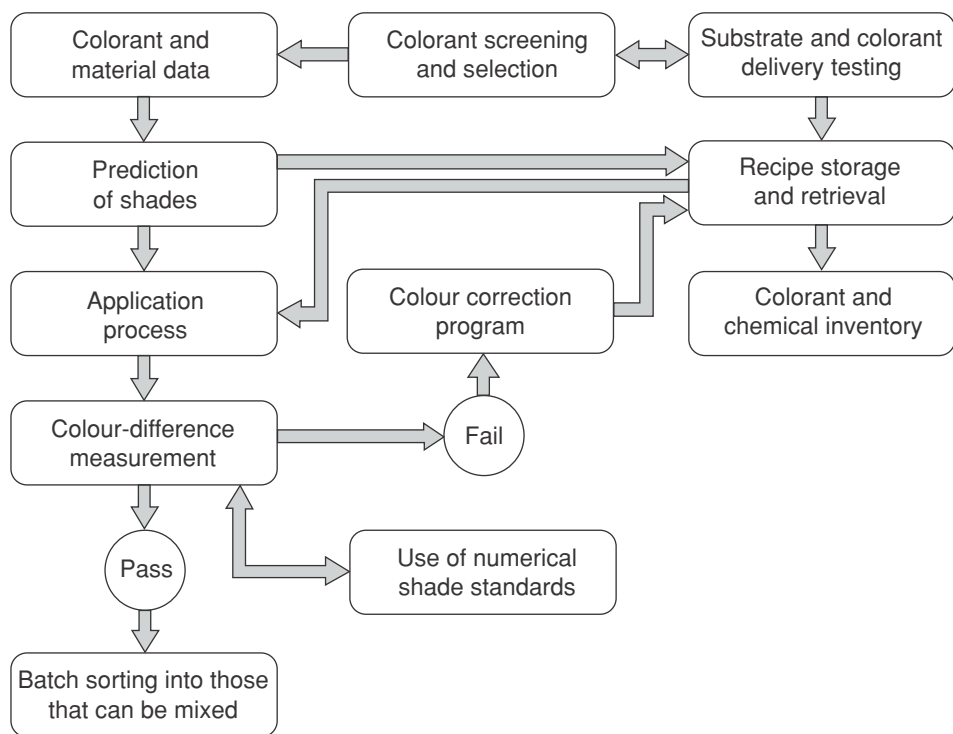 Colorant and
material data
Colorant screening
and selection
Substrate and colorant
delivery testing
Prediction
of shades
Recipe storage
and retrieval
Application
process
Colour correction
program
Colorant and
chemical inventory
Colour-difference
measurement
Fail
Pass
Use of numerical
shade standards
Batch sorting into those
that can be mixed